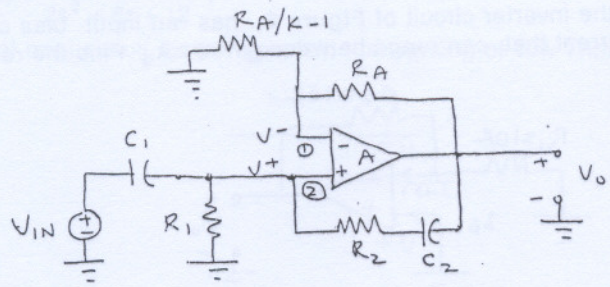 RA/K-1
RA
V-
①
A
C1
V+
②
+
Vo
-
VIN
R1
R2
C2